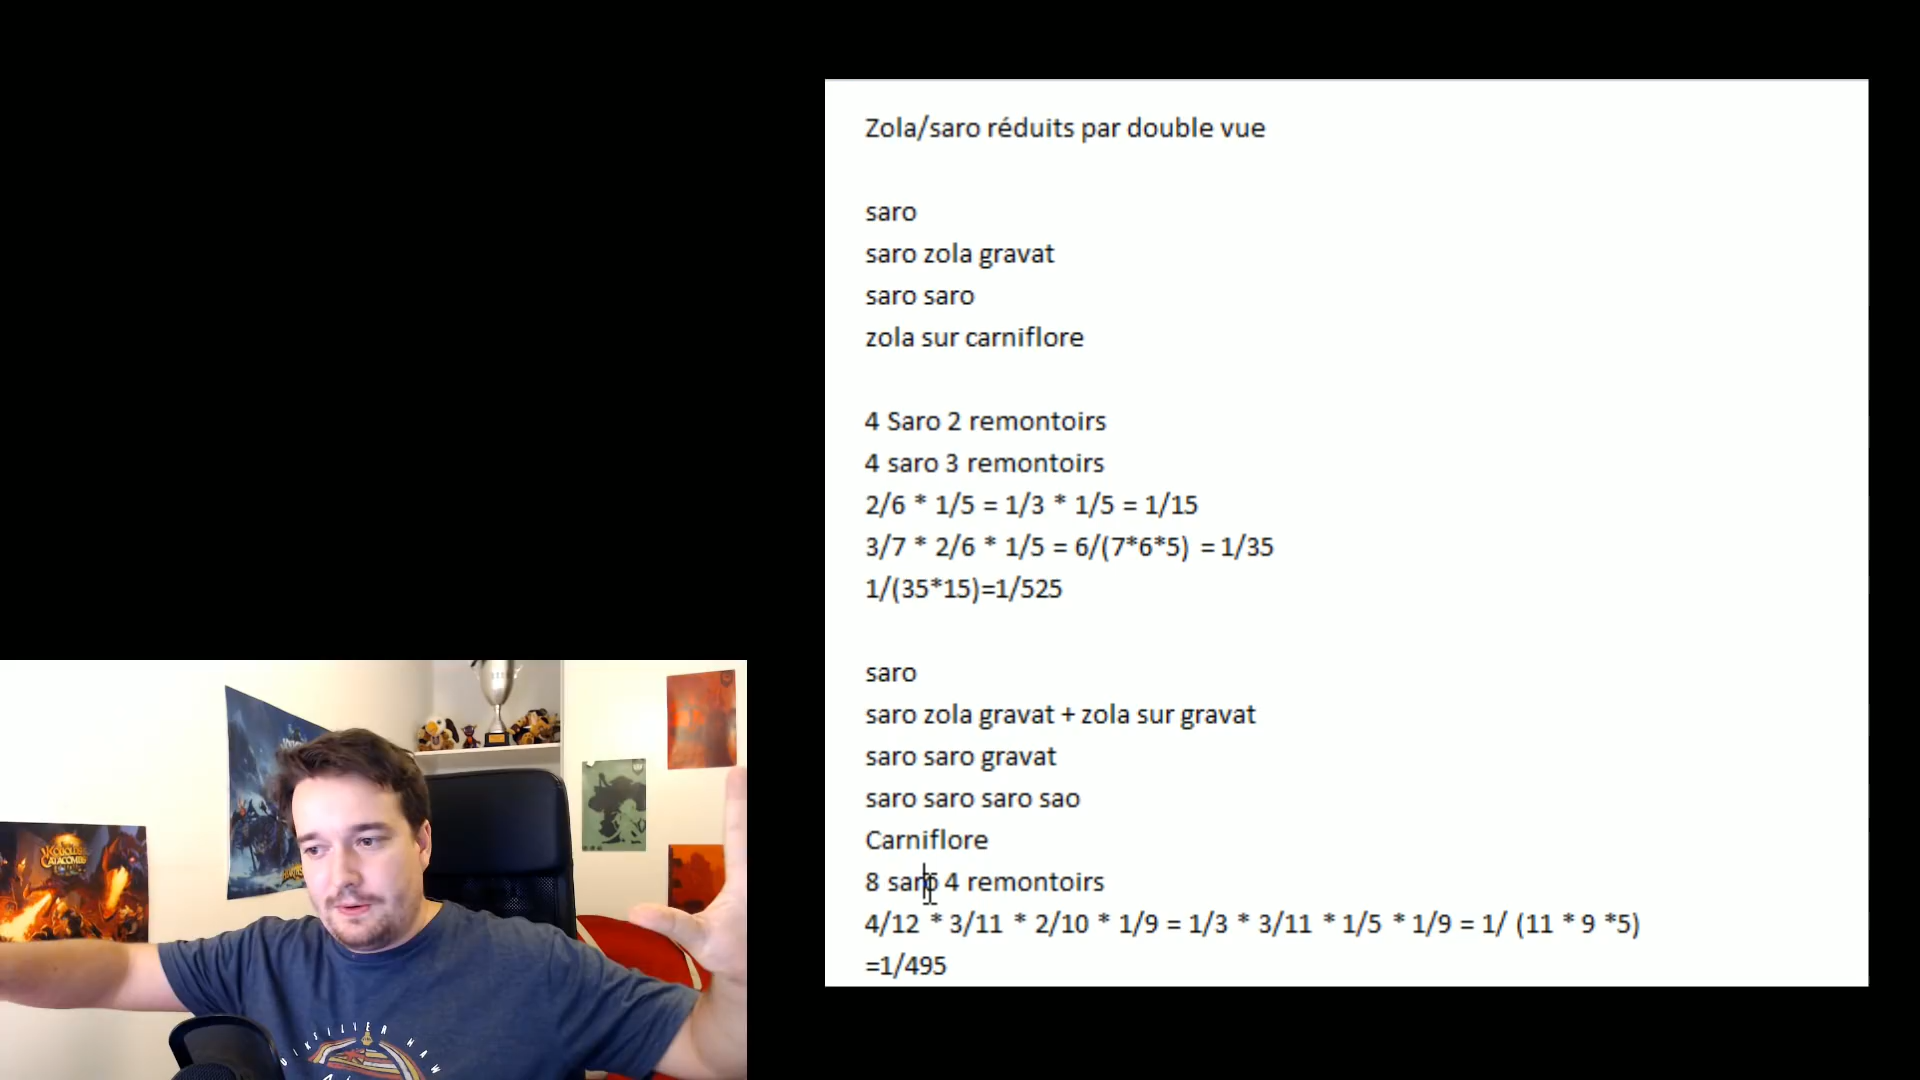 Zola/saro réduits par double vue
saro
saro zola gravat
saro saro
zola sur carniflore
4 Saro 2 remontoirs
4 saro 3 remontoirs
2/6 * 1/5 = 1/3 * 1/5 = 1/15
3/7 * 2/6 * 1/5 = 6/(7*6*5) = 1/35
1/(35*15)=1/525
saro
saro zola gravat + zola sur gravat
saro saro gravat
saro saro saro sao
Carniflore
8 saro 4 remontoirs
4/12 * 3/11 * 2/10 * 1/9 = 1/3 * 3/11 * 1/5 * 1/9 = 1/ (11 * 9 *5)
=1/495